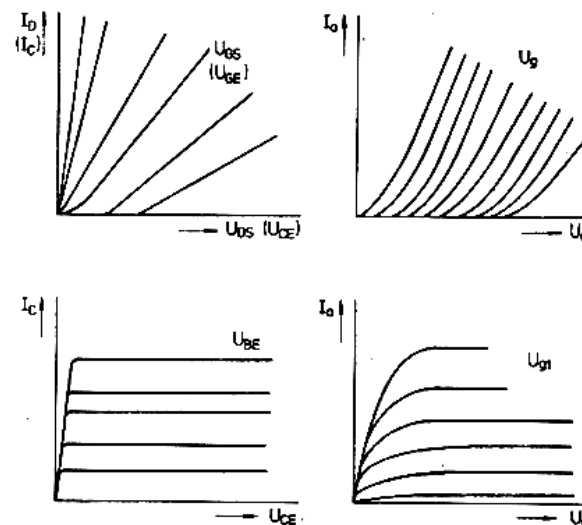 I_D
(I_C)
U_GS
(U_GE)
U_DS (U_CE)
I_a
U_g
I_C
U_BE
U_CE
I_a
U_g1